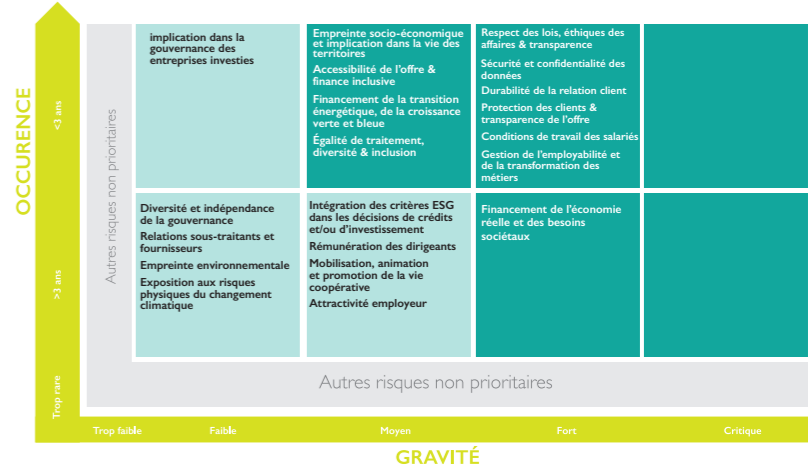 OCCURENCE
<3 ans
>3 ans
Trop rare
Autres risques non prioritaires
implication dans la
gouvernance des
entreprises investies
Empreinte socio-économique
et implication dans la vie des
territoires
Accessibilité de l'offre &
finance inclusive
Financement de la transition
énergétique, de la croissance
verte et bleue
Égalité de traitement,
diversité & inclusion
Respect des lois, éthiques des
affaires & transparence
Sécurité et confidentialité des
données
Durabilité de la relation client
Protection des clients &
transparence de l'offre
Conditions de travail des salariés
Gestion de l'employabilité et
de la transformation des
métiers
Diversité et indépendance
de la gouvernance
Relations sous-traitants et
fournisseurs
Empreinte environnementale
Exposition aux risques
physiques du changement
climatique
Intégration des critères ESG
dans les décisions de crédits
et/ou d'investissement
Rémunération des dirigeants
Mobilisation, animation
et promotion de la vie
coopérative
Attractivité employeur
Financement de l'économie
réelle et des besoins
sociétaux
Autres risques non prioritaires
Trop faible
Faible
Moyen
Fort
Critique
GRAVITÉ